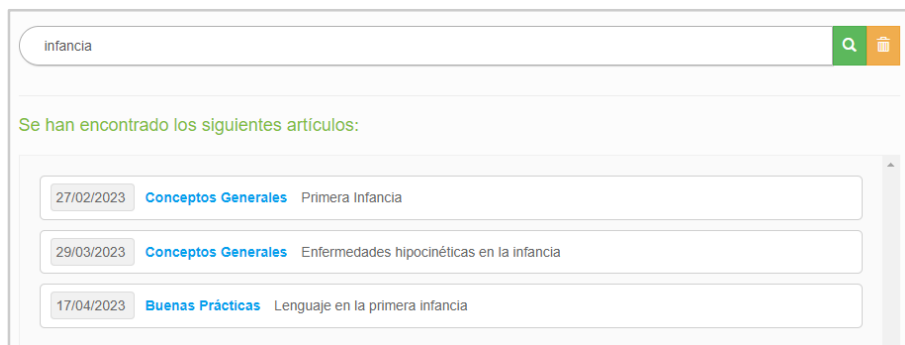 infancia
Se han encontrado los siguientes artículos:
27/02/2023 Conceptos Generales Primera Infancia
29/03/2023 Conceptos Generales Enfermedades hipocinéticas en la infancia
17/04/2023 Buenas Prácticas Lenguaje en la primera infancia